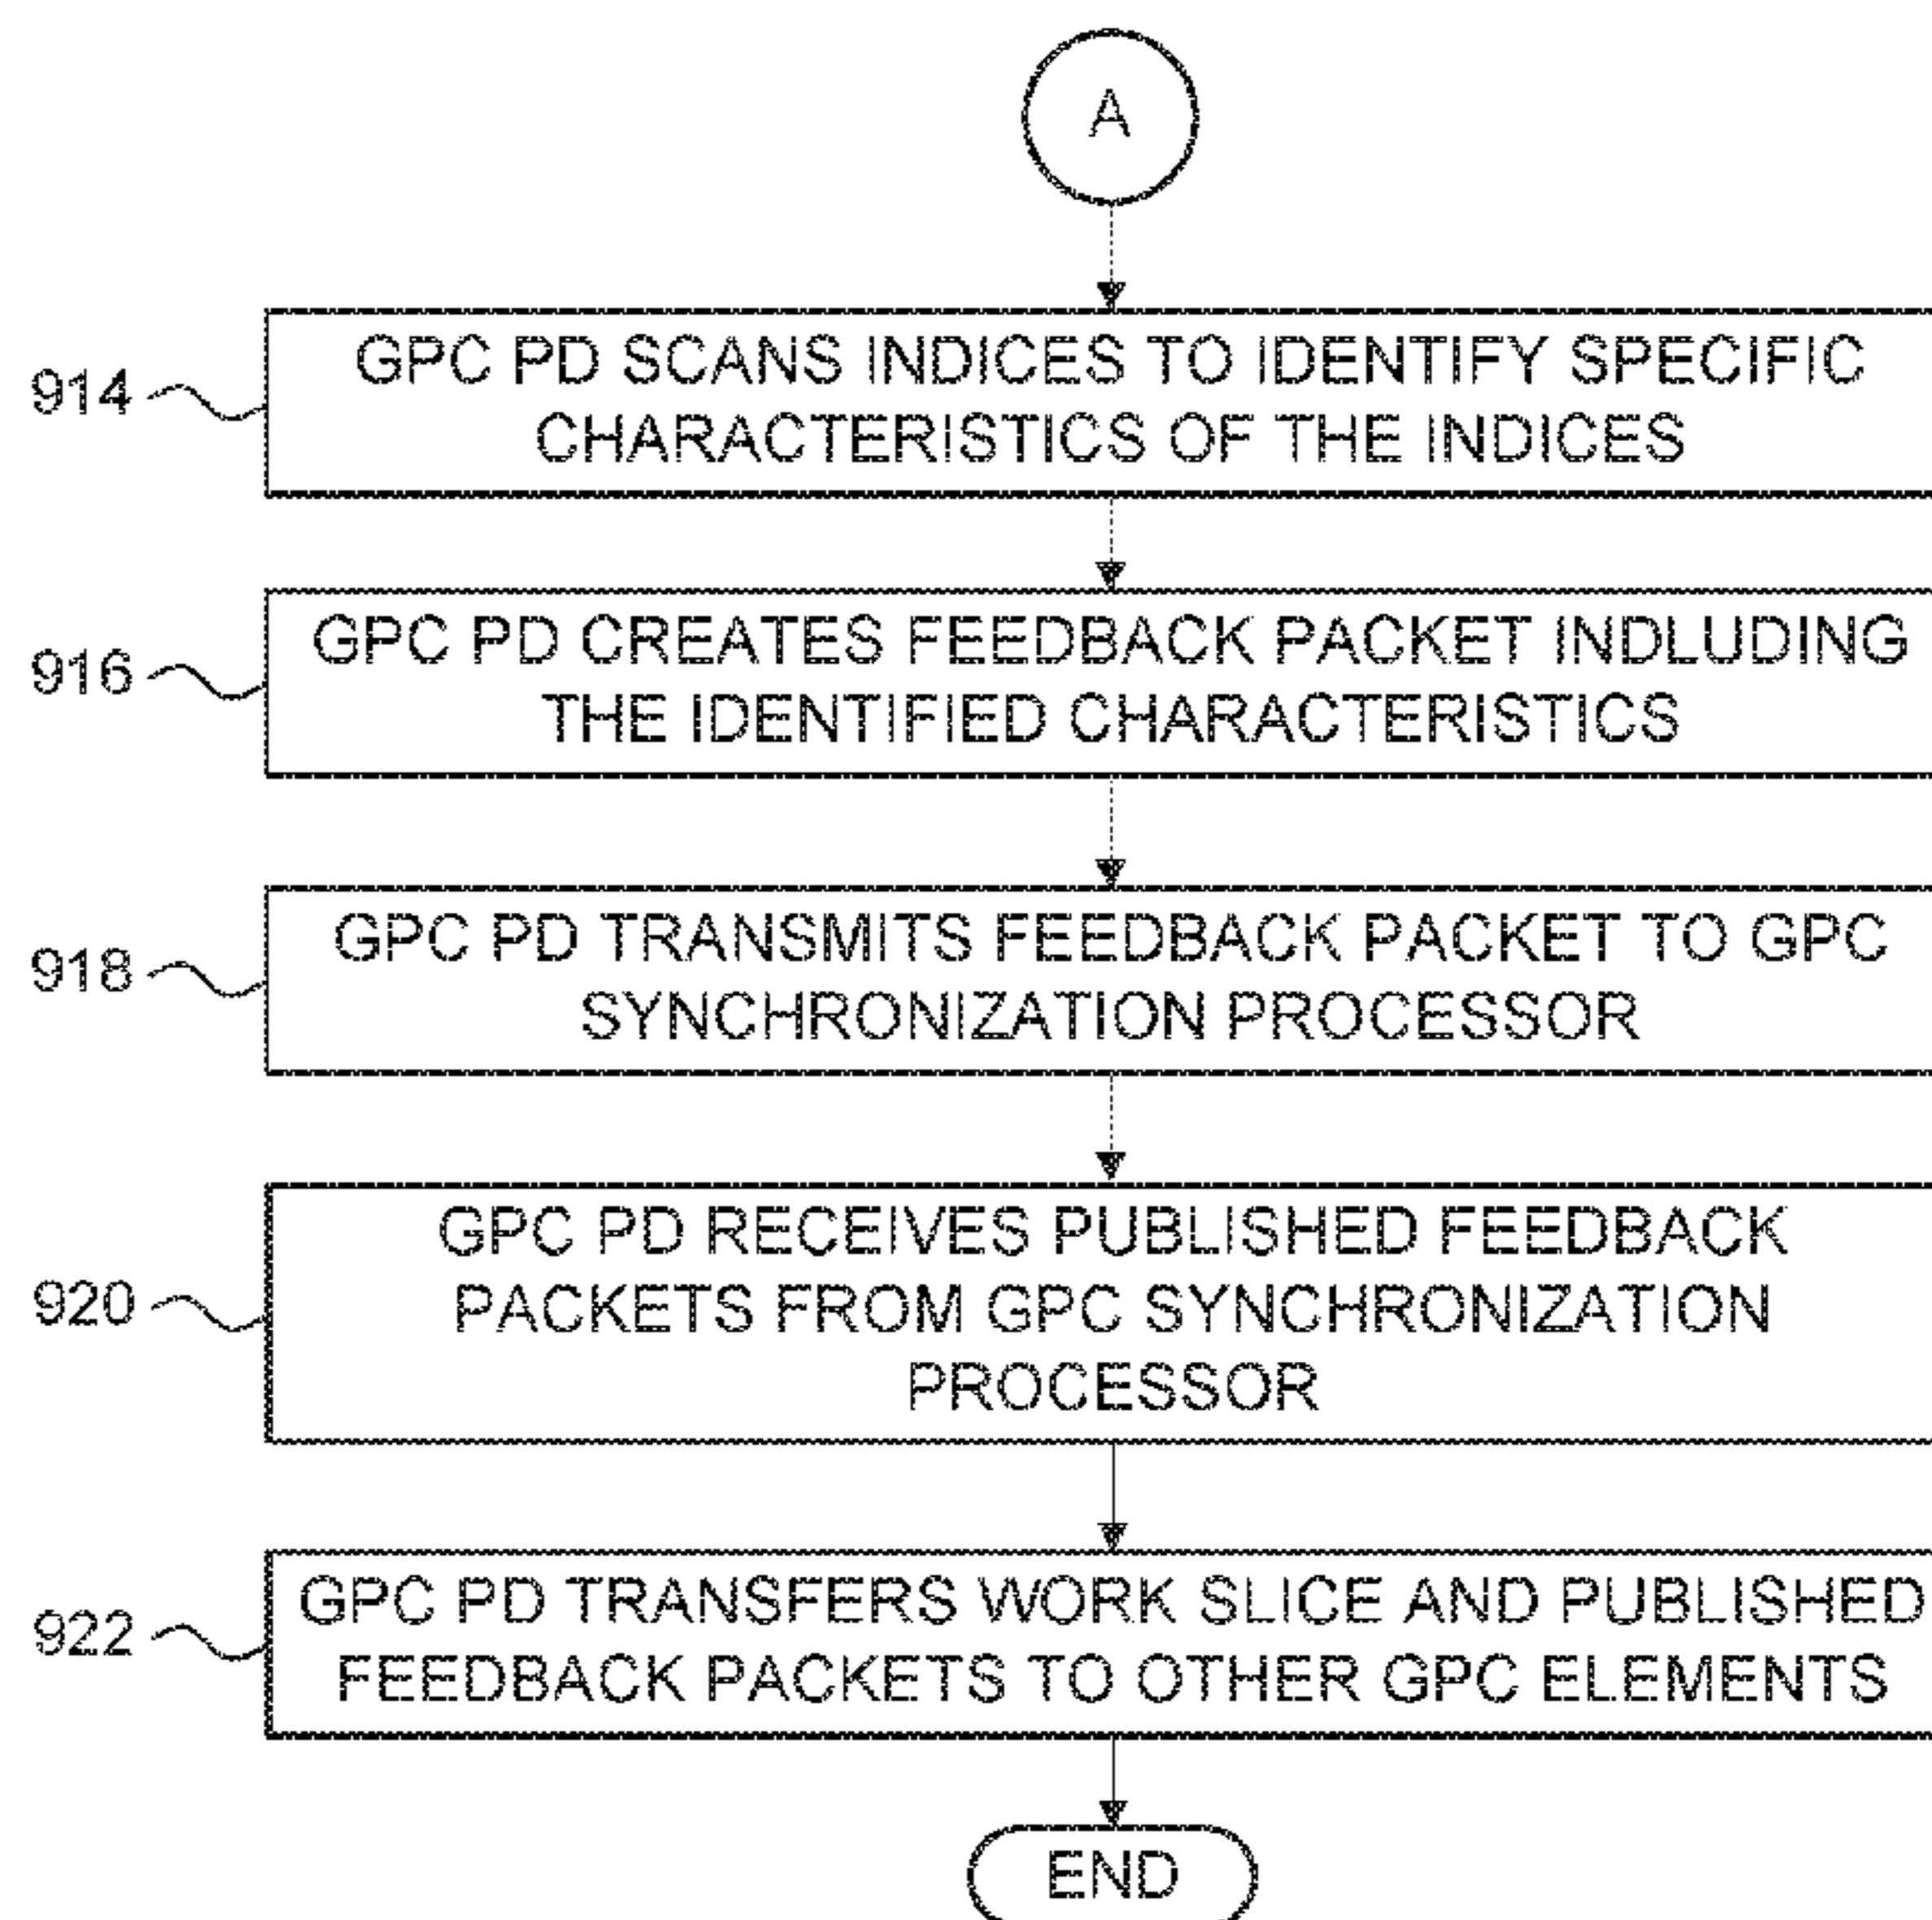 A
914
GPC PD SCANS INDICES TO IDENTIFY SPECIFIC
CHARACTERISTICS OF THE INDICES
916
GPC PD CREATES FEEDBACK PACKET INDLUDING
THE IDENTIFIED CHARACTERISTICS
918
GPC PD TRANSMITS FEEDBACK PACKET TO GPC
SYNCHRONIZATION PROCESSOR
920
GPC PD RECEIVES PUBLISHED FEEDBACK
PACKETS FROM GPC SYNCHRONIZATION
PROCESSOR
922
GPC PD TRANSFERS WORK SLICE AND PUBLISHED
FEEDBACK PACKETS TO OTHER GPC ELEMENTS
END